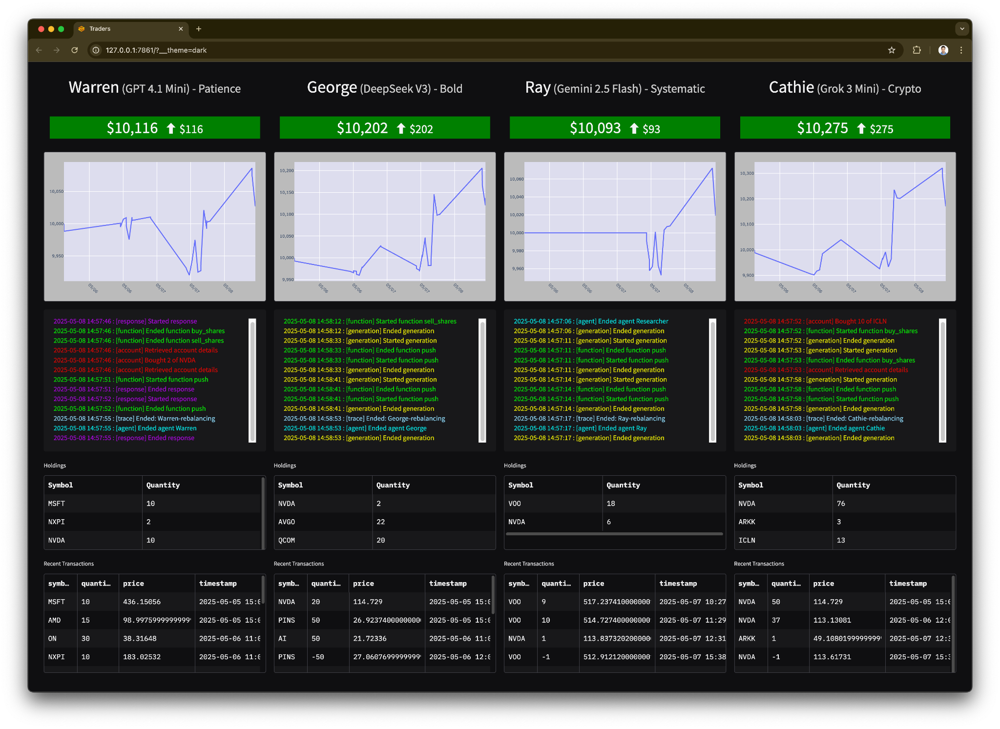 Traders
127.0.0.1:7861/?__theme=dark
Warren (GPT 4.1 Mini) - Patience
$10,116 ⬆ $116
10,050
10,000
9,950
05/06
05/06
05/07
05/07
05/08
2025-05-08 14:57:46 : [response] Started response
2025-05-08 14:57:46 : [function] Ended function buy_shares
2025-05-08 14:57:46 : [function] Ended function sell_shares
2025-05-08 14:57:46 : [account] Retrieved account details
2025-05-08 14:57:46 : [account] Bought 2 of NVDA
2025-05-08 14:57:46 : [account] Retrieved account details
2025-05-08 14:57:51 : [function] Started function push
2025-05-08 14:57:51 : [response] Ended response
2025-05-08 14:57:52 : [response] Started response
2025-05-08 14:57:52 : [function] Ended function push
2025-05-08 14:57:55 : [trace] Ended: Warren-rebalancing
2025-05-08 14:57:55 : [agent] Ended agent Warren
2025-05-08 14:57:55 : [response] Ended response
Holdings
Symbol Quantity
MSFT 10
NXPI 2
NVDA 10
Recent Transactions
symb… quanti… price timestamp
MSFT 10 436.15056 2025-05-05 15:0
AMD 15 98.9975999999999 2025-05-05 15:0
ON 30 38.31648 2025-05-06 11:0
NXPI 10 183.02532 2025-05-06 11:0
George (DeepSeek V3) - Bold
$10,202 ⬆ $202
10,200
10,150
10,100
10,050
10,000
9,950
05/06
05/06
05/07
05/07
05/08
2025-05-08 14:58:12 : [function] Started function sell_shares
2025-05-08 14:58:12 : [generation] Ended generation
2025-05-08 14:58:33 : [generation] Started generation
2025-05-08 14:58:33 : [function] Ended function push
2025-05-08 14:58:33 : [function] Started function push
2025-05-08 14:58:33 : [generation] Ended generation
2025-05-08 14:58:41 : [generation] Started generation
2025-05-08 14:58:41 : [function] Ended function push
2025-05-08 14:58:41 : [function] Started function push
2025-05-08 14:58:41 : [generation] Ended generation
2025-05-08 14:58:53 : [trace] Ended: George-rebalancing
2025-05-08 14:58:53 : [agent] Ended agent George
2025-05-08 14:58:53 : [generation] Ended generation
Holdings
Symbol Quantity
NVDA 2
AVGO 22
QCOM 20
Recent Transactions
symb… quanti… price timestamp
NVDA 20 114.729 2025-05-05 15:0
PINS 50 26.9237400000000 2025-05-05 15:0
AI 50 21.72336 2025-05-06 11:0
PINS -50 27.0607699999999 2025-05-06 12:0
Ray (Gemini 2.5 Flash) - Systematic
$10,093 ⬆ $93
10,060
10,040
10,020
10,000
9,980
9,960
05/06
05/06
05/07
05/07
05/08
2025-05-08 14:57:06 : [agent] Ended agent Researcher
2025-05-08 14:57:06 : [generation] Ended generation
2025-05-08 14:57:11 : [generation] Started generation
2025-05-08 14:57:11 : [function] Ended function push
2025-05-08 14:57:11 : [function] Started function push
2025-05-08 14:57:11 : [generation] Ended generation
2025-05-08 14:57:14 : [generation] Started generation
2025-05-08 14:57:14 : [function] Ended function push
2025-05-08 14:57:14 : [function] Started function push
2025-05-08 14:57:14 : [generation] Ended generation
2025-05-08 14:57:17 : [trace] Ended: Ray-rebalancing
2025-05-08 14:57:17 : [agent] Ended agent Ray
2025-05-08 14:57:17 : [generation] Ended generation
Holdings
Symbol Quantity
VOO 18
NVDA 6
Recent Transactions
symb… quanti… price timestamp
VOO 9 517.237410000000 2025-05-07 10:27
VOO 10 514.727400000000 2025-05-07 11:29
NVDA 1 113.837320200000 2025-05-07 12:31
VOO -1 512.912120000000 2025-05-07 15:38
Cathie (Grok 3 Mini) - Crypto
$10,275 ⬆ $275
10,300
10,200
10,100
10,000
9,900
05/06
05/06
05/07
05/07
05/08
2025-05-08 14:57:52 : [account] Bought 10 of ICLN
2025-05-08 14:57:52 : [function] Started function buy_shares
2025-05-08 14:57:52 : [generation] Ended generation
2025-05-08 14:57:53 : [generation] Started generation
2025-05-08 14:57:53 : [function] Ended function buy_shares
2025-05-08 14:57:53 : [account] Retrieved account details
2025-05-08 14:57:58 : [generation] Started generation
2025-05-08 14:57:58 : [function] Ended function push
2025-05-08 14:57:58 : [function] Started function push
2025-05-08 14:57:58 : [generation] Ended generation
2025-05-08 14:58:03 : [trace] Ended: Cathie-rebalancing
2025-05-08 14:58:03 : [agent] Ended agent Cathie
2025-05-08 14:58:03 : [generation] Ended generation
Holdings
Symbol Quantity
NVDA 76
ARKK 3
ICLN 13
Recent Transactions
symb… quanti… price timestamp
NVDA 50 114.729 2025-05-05 15:0
NVDA 37 113.13081 2025-05-06 12:0
ARKK 1 49.1080199999999 2025-05-07 12:3
NVDA -1 113.61731 2025-05-07 15:3